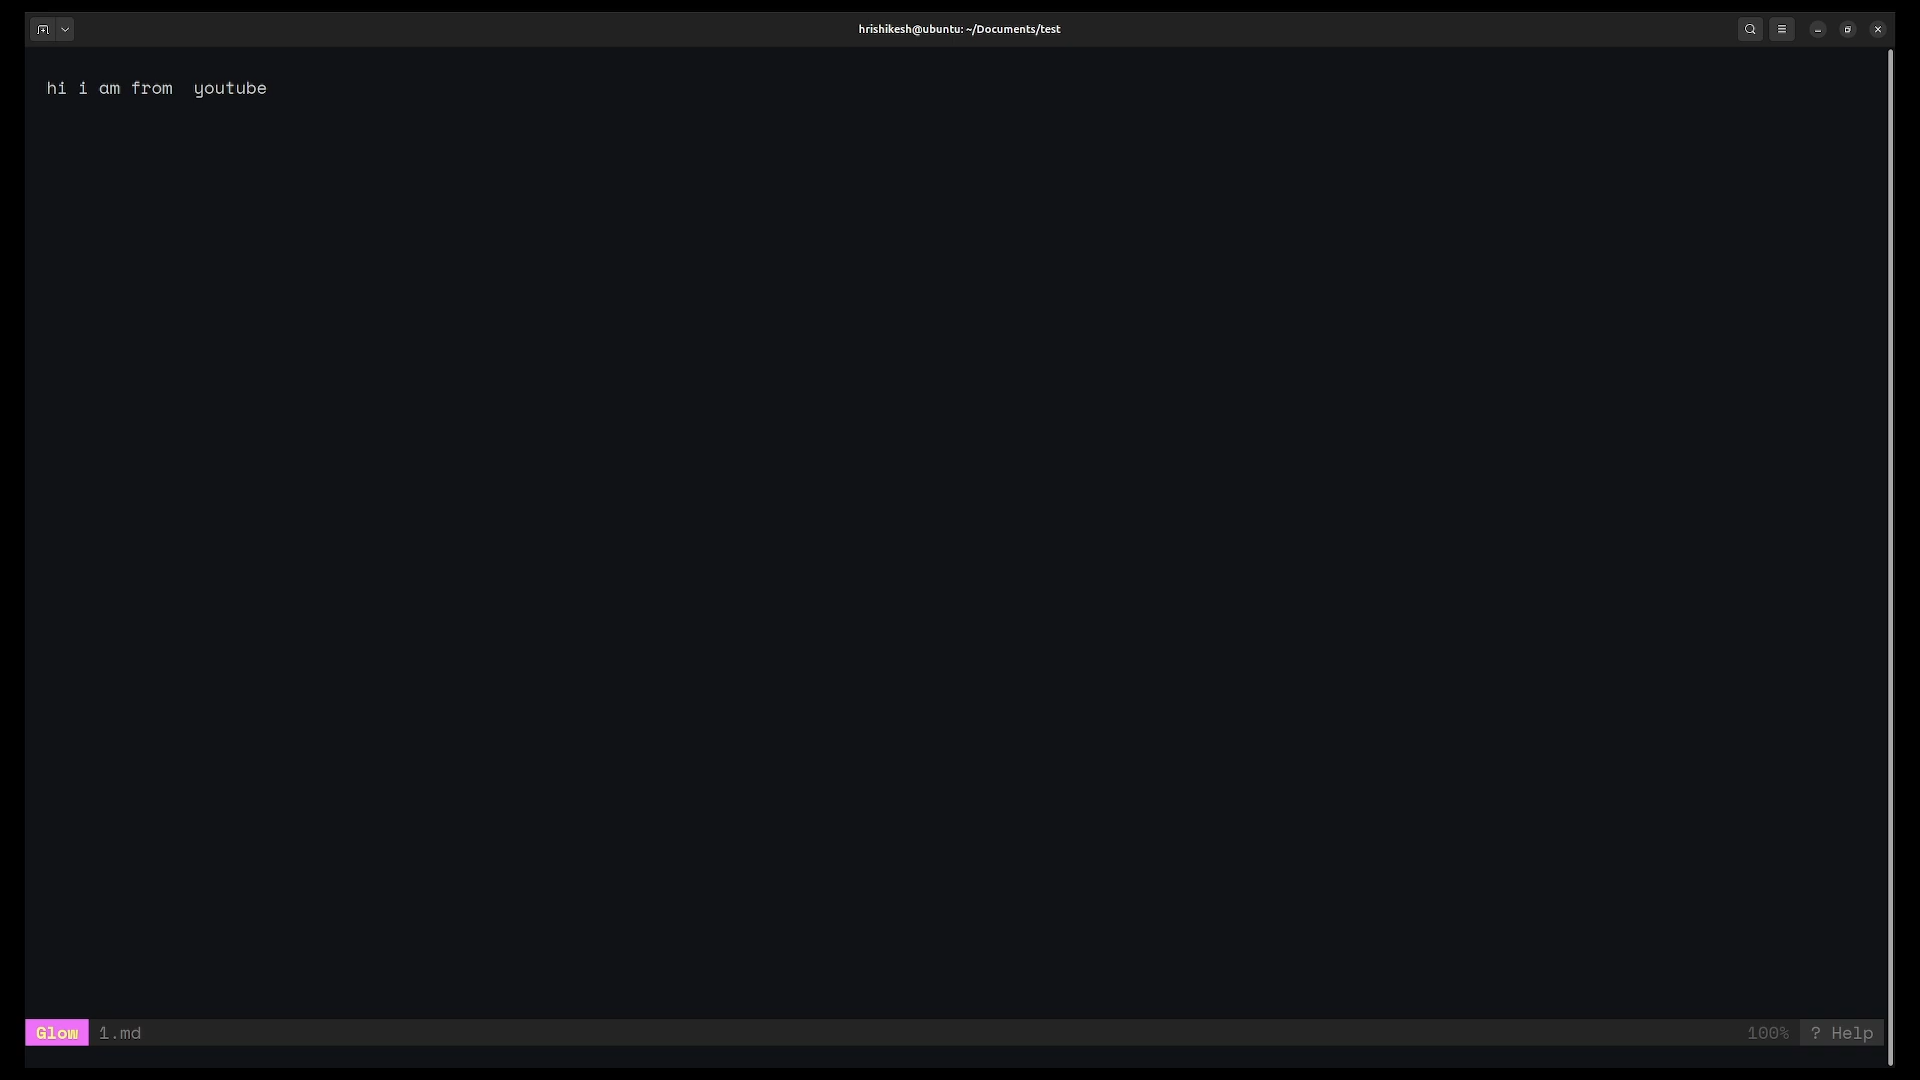 hrishikesh@ubuntu: ~/Documents/test
hi i am from  youtube
Glow 1.md 100% ? Help